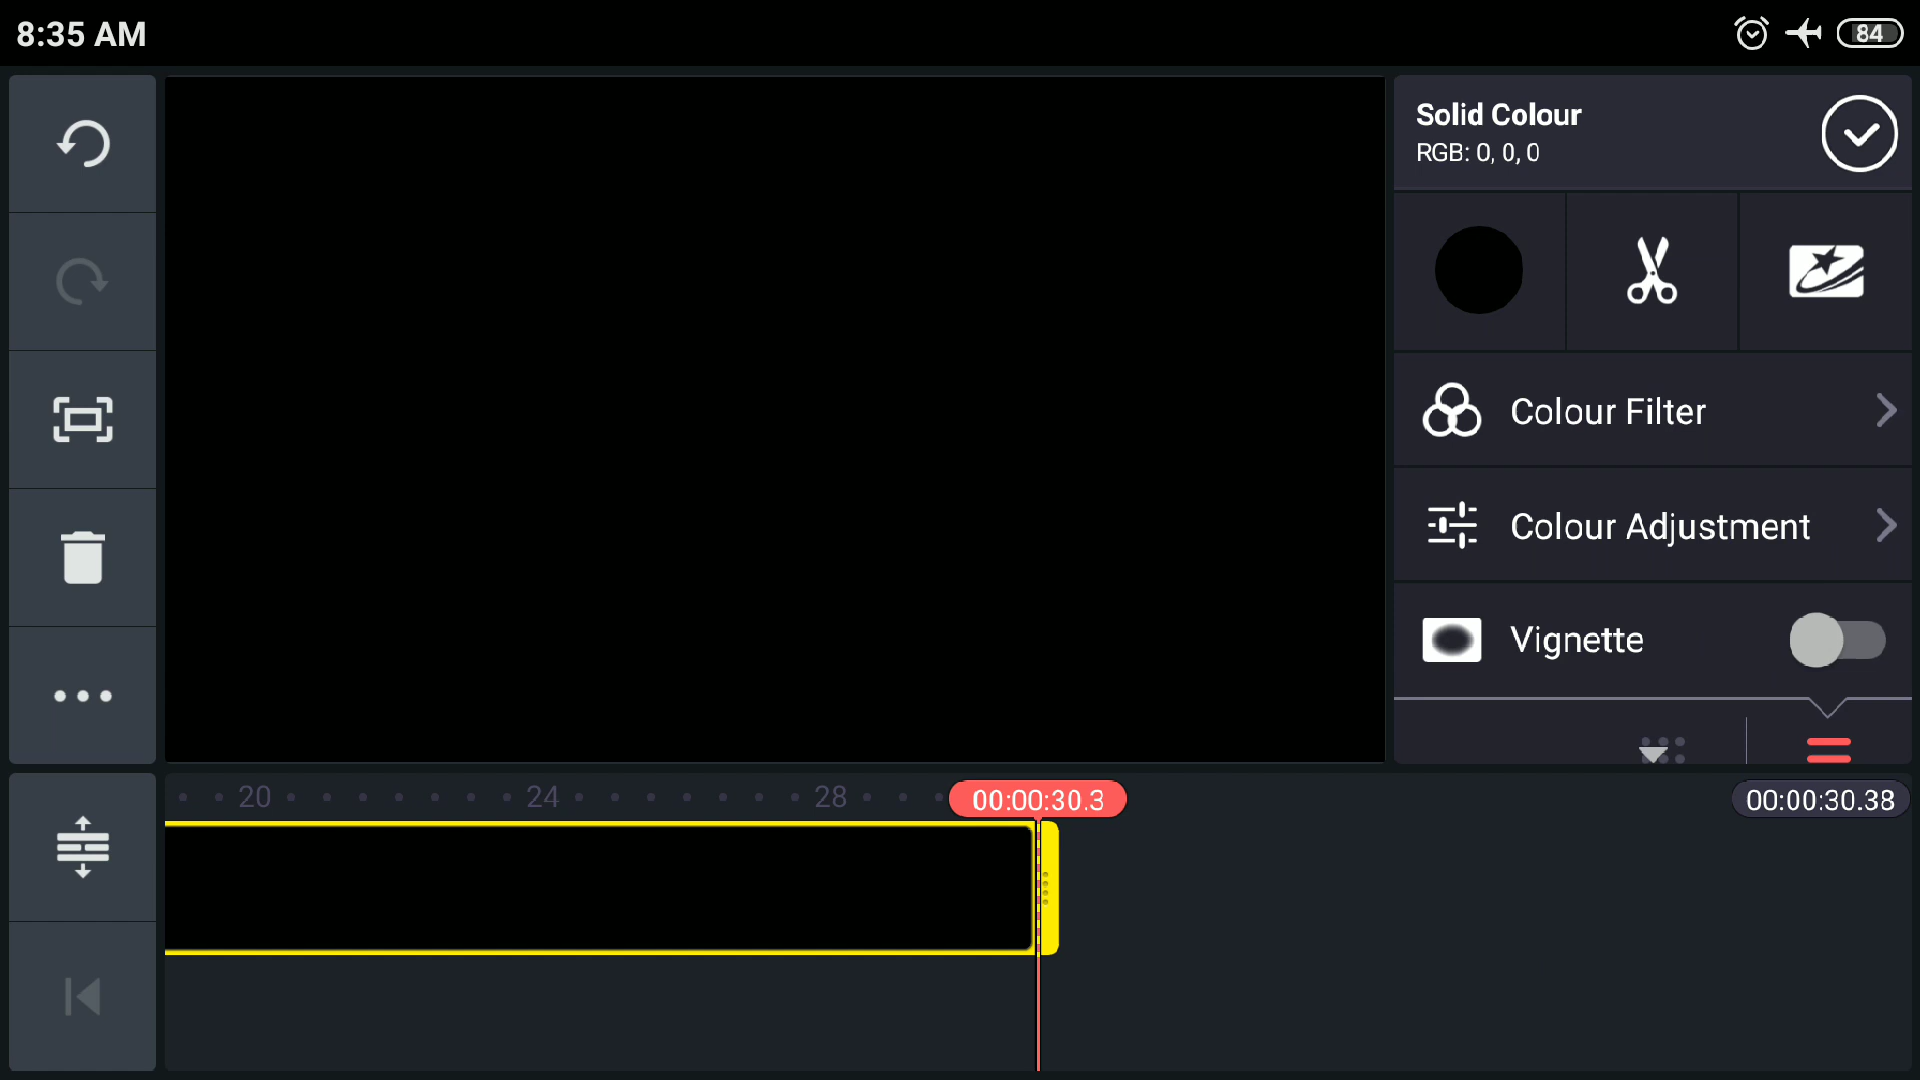 8:35 AM
84
Solid Colour
RGB: 0, 0, 0
Colour Filter
Colour Adjustment
Vignette
20 24 28 00:00:30.3 00:00:30.38